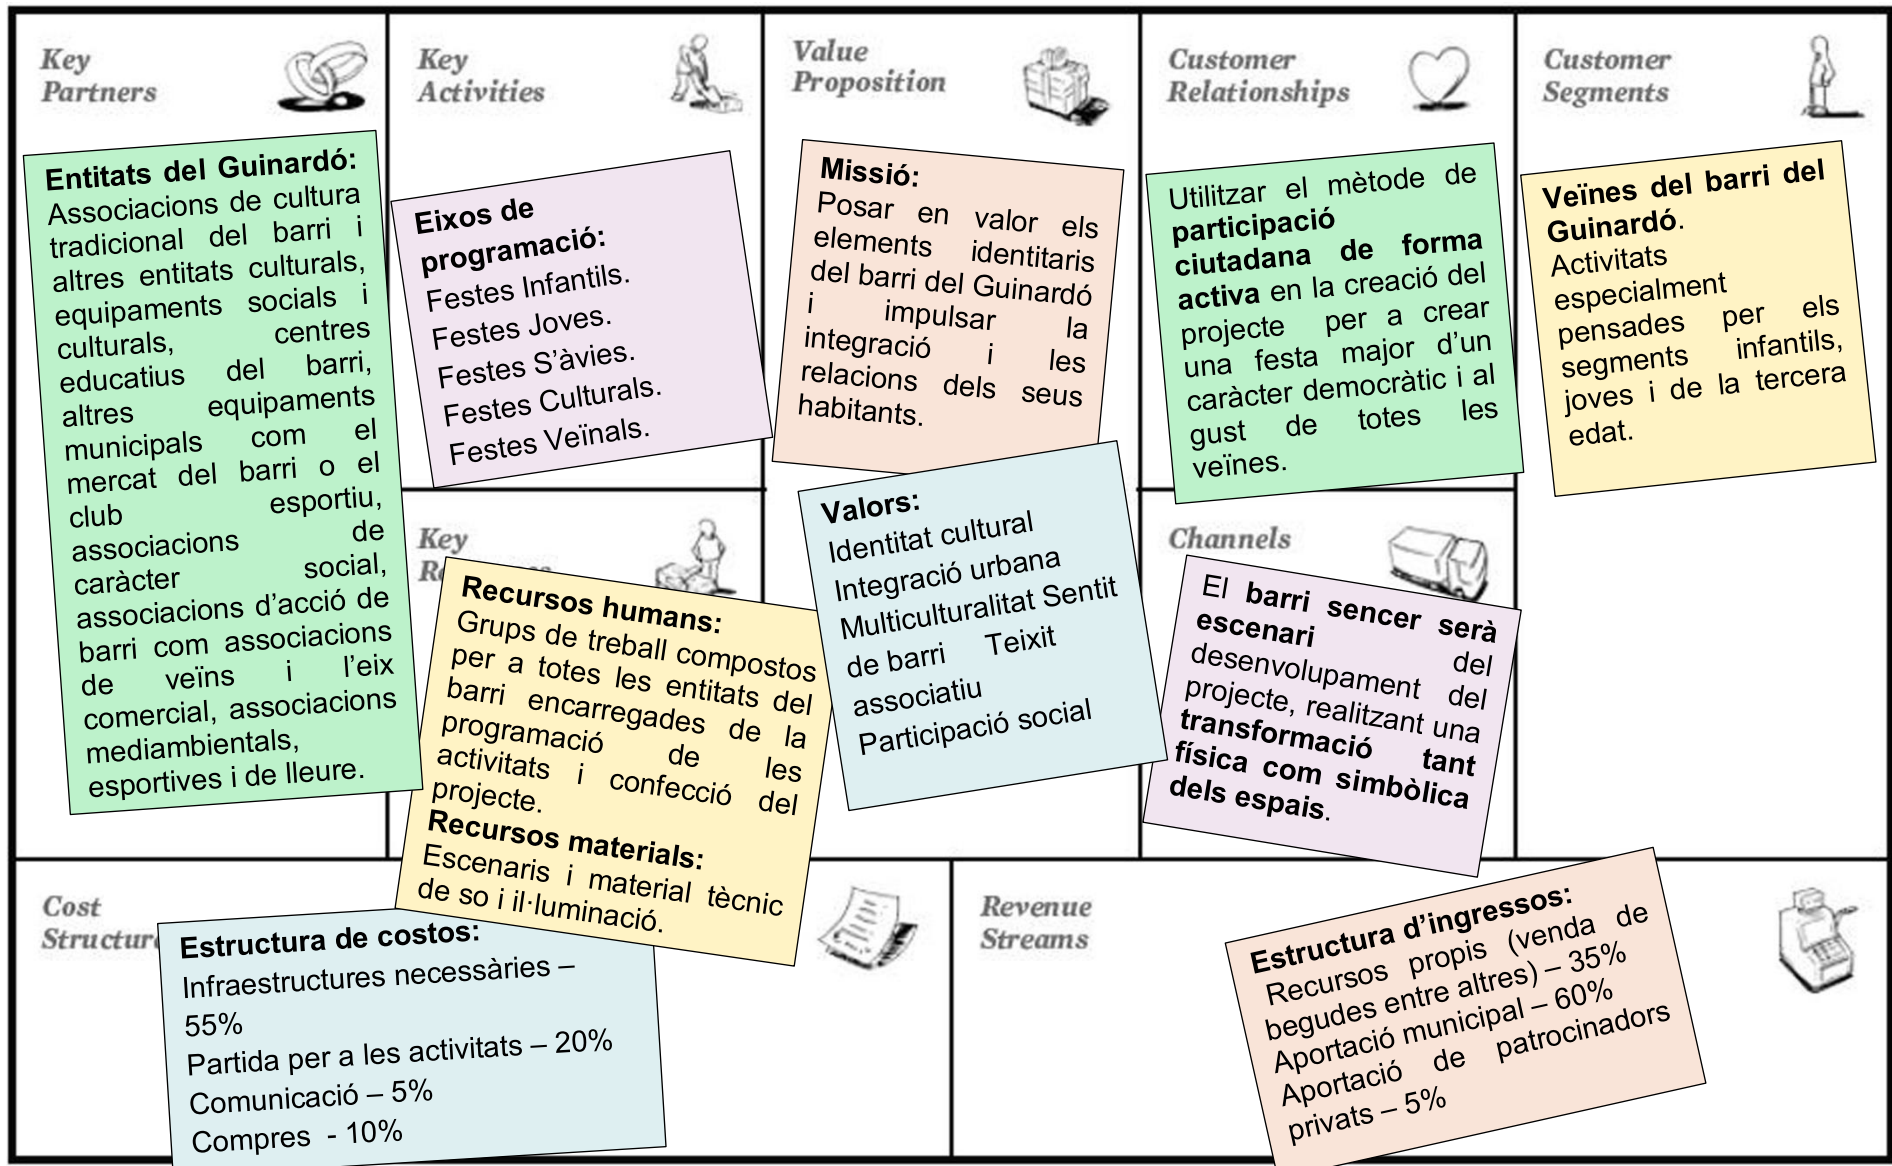 Key
Partners
Entitats del Guinardó:
Associacions de cultura
tradicional del barri i
altres entitats culturals,
equipaments socials i
culturals, centres
educatius del barri,
altres equipaments
municipals com el
mercat del barri o el
club esportiu,
associacions de
caràcter social,
associacions d’acció de
barri com associacions
de veïns i l’eix
comercial, associacions
mediambientals,
esportives i de lleure.
Key
Activities
Eixos de
programació:
Festes Infantils.
Festes Joves.
Festes S’àvies.
Festes Culturals.
Festes Veïnals.
Key
Recursos humans:
Grups de treball compostos
per a totes les entitats del
barri encarregades de la
programació de les
activitats i confecció del
projecte.
Recursos materials:
Escenaris i material tècnic
de so i il·luminació.
Value
Proposition
Missió:
Posar en valor els
elements identitaris
del barri del Guinardó
i impulsar la
integració i les
relacions dels seus
habitants.
Valors:
Identitat cultural
Integració urbana
Multiculturalitat Sentit
de barri Teixit
associatiu
Participació social
Customer
Relationships
Utilitzar el mètode de
participació
ciutadana de forma
activa en la creació del
projecte per a crear
una festa major d’un
caràcter democràtic i al
gust de totes les
veïnes.
Channels
El barri sencer serà
escenari del
desenvolupament del
projecte, realitzant una
transformació tant
física com simbòlica
dels espais.
Customer
Segments
Veïnes del barri del
Guinardó.
Activitats
especialment
pensades per els
segments infantils,
joves i de la tercera
edat.
Cost
Structure
Estructura de costos:
Infraestructures necessàries –
55%
Partida per a les activitats – 20%
Comunicació – 5%
Compres - 10%
Revenue
Streams
Estructura d’ingressos:
Recursos propis (venda de
begudes entre altres) – 35%
Aportació municipal – 60%
Aportació de patrocinadors
privats – 5%